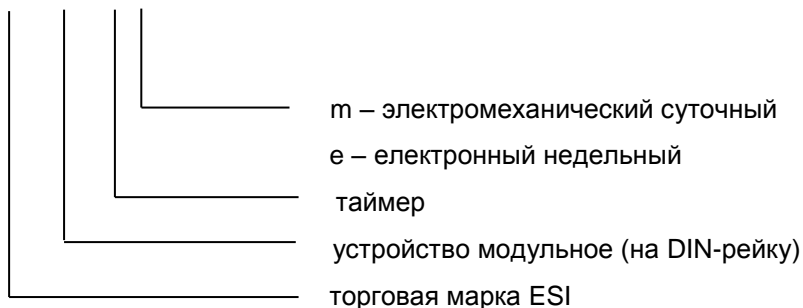 m – электромеханический суточный
е – електронный недельный
таймер
устройство модульное (на DIN-рейку)
торговая марка ESI